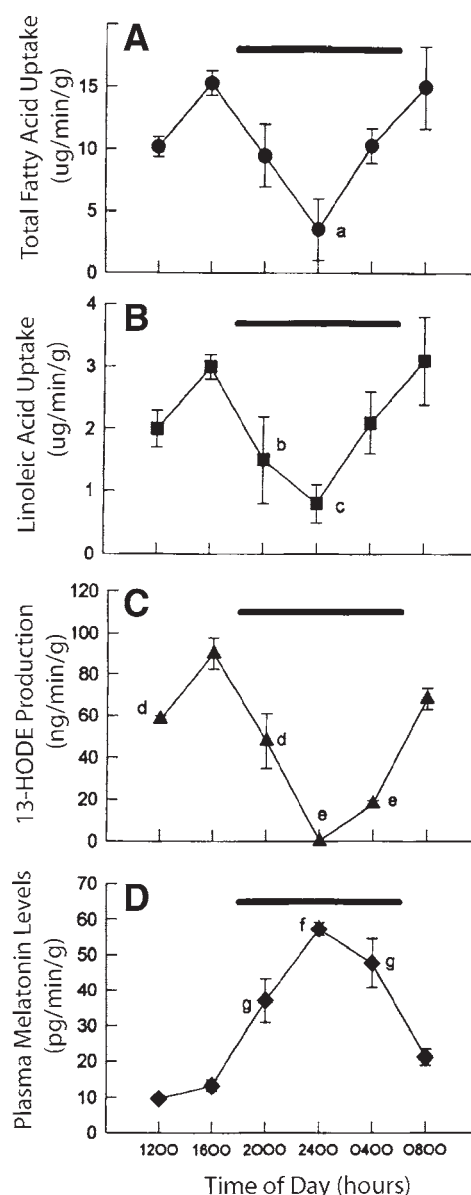 A
Total Fatty Acid Uptake
(ug/min/g)
15
10
5
0
a
B
Linoleic Acid Uptake
(ug/min/g)
4
3
2
1
0
b
c
C
13-HODE Production
(ng/min/g)
120
100
80
60
40
20
0
d
d
e
e
D
Plasma Melatonin Levels
(pg/min/g)
70
60
50
40
30
20
10
0
g
f
g
1200 1600 2000 2400 0400 0800
Time of Day (hours)